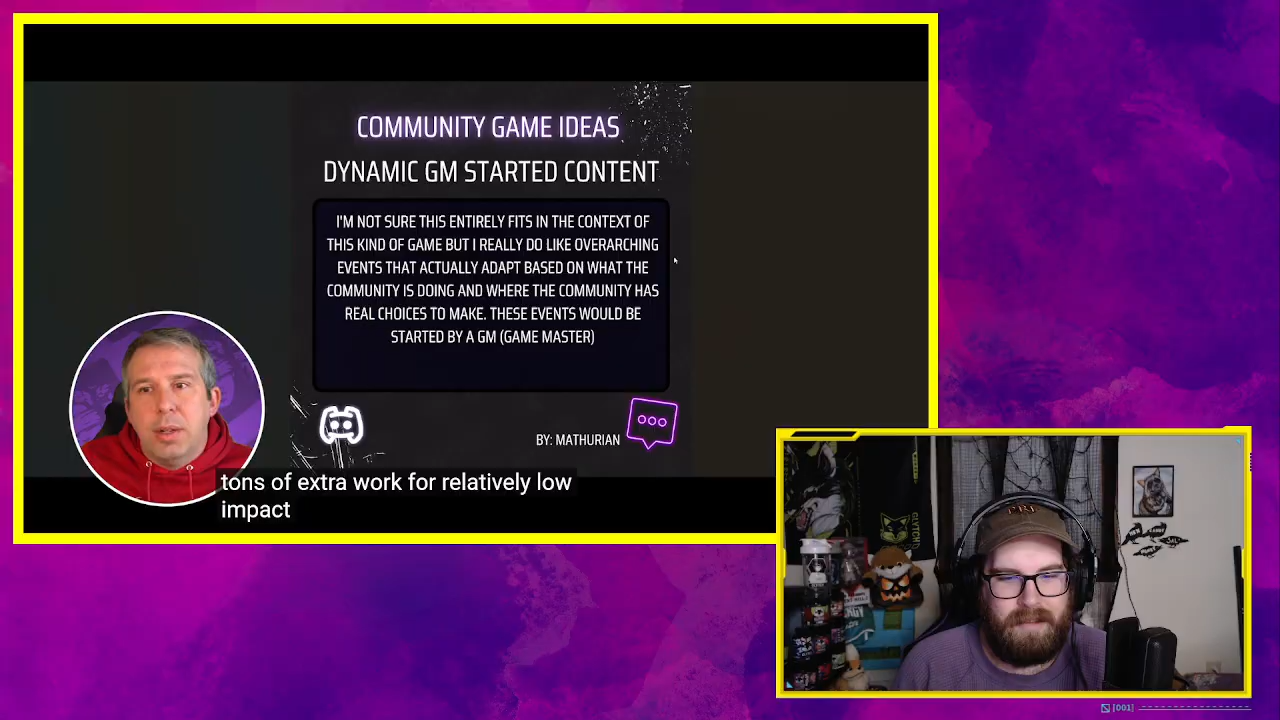 COMMUNITY GAME IDEAS
DYNAMIC GM STARTED CONTENT
I'M NOT SURE THIS ENTIRELY FITS IN THE CONTEXT OF
THIS KIND OF GAME BUT I REALLY DO LIKE OVERARCHING
EVENTS THAT ACTUALLY ADAPT BASED ON WHAT THE
COMMUNITY IS DOING AND WHERE THE COMMUNITY HAS
REAL CHOICES TO MAKE. THESE EVENTS WOULD BE
STARTED BY A GM (GAME MASTER)
BY: MATHURIAN
tons of extra work for relatively low
impact
GLYTCH
[001]